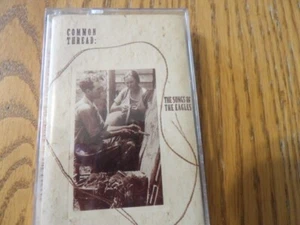 COMMON
THREAD:
THE SONGS OF
THE EAGLES